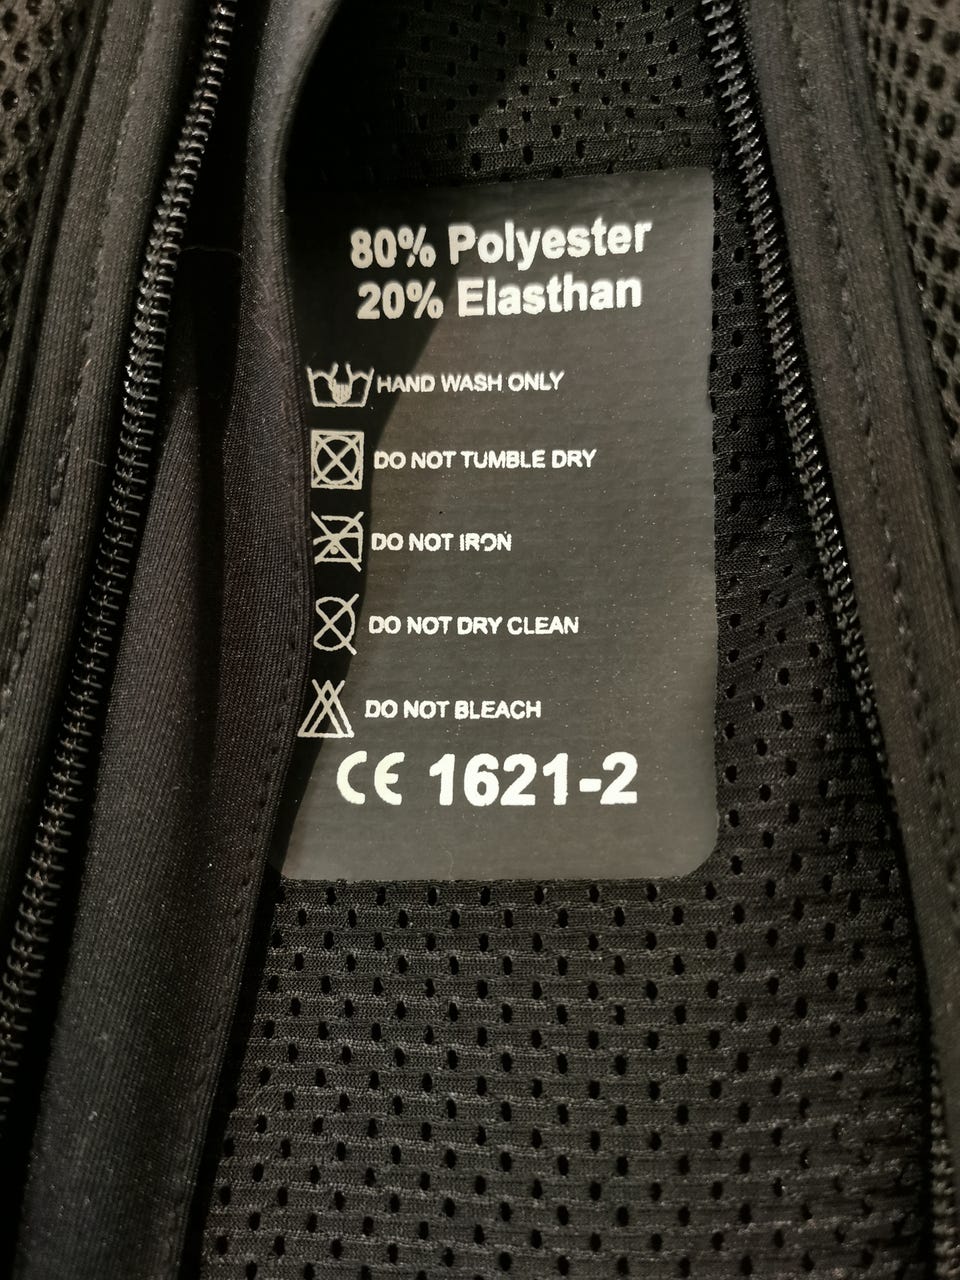 80% Polyester
20% Elasthan
HAND WASH ONLY
DO NOT TUMBLE DRY
DO NOT IRON
DO NOT DRY CLEAN
DO NOT BLEACH
CE 1621-2